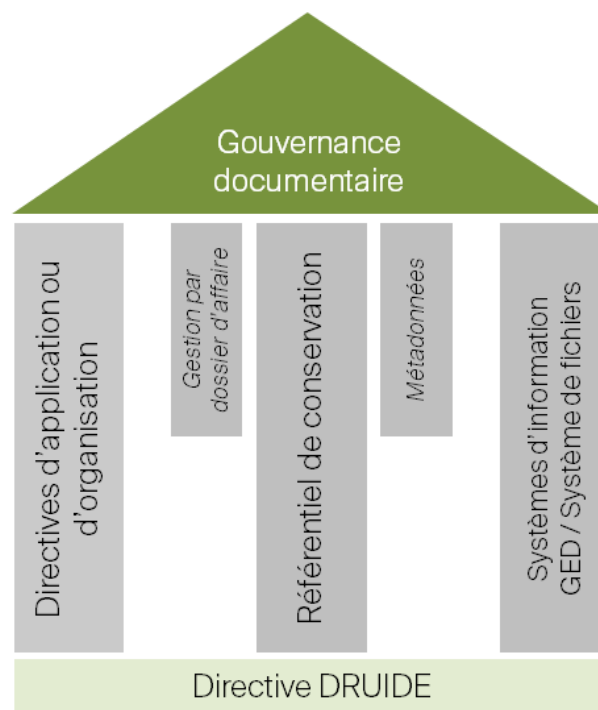 Gouvernance
documentaire
Directives d'application ou
d'organisation
Gestion par
dossier d'affaire
Référentiel de conservation
Métadonnées
Systèmes d'information
GED / Système de fichiers
Directive DRUIDE